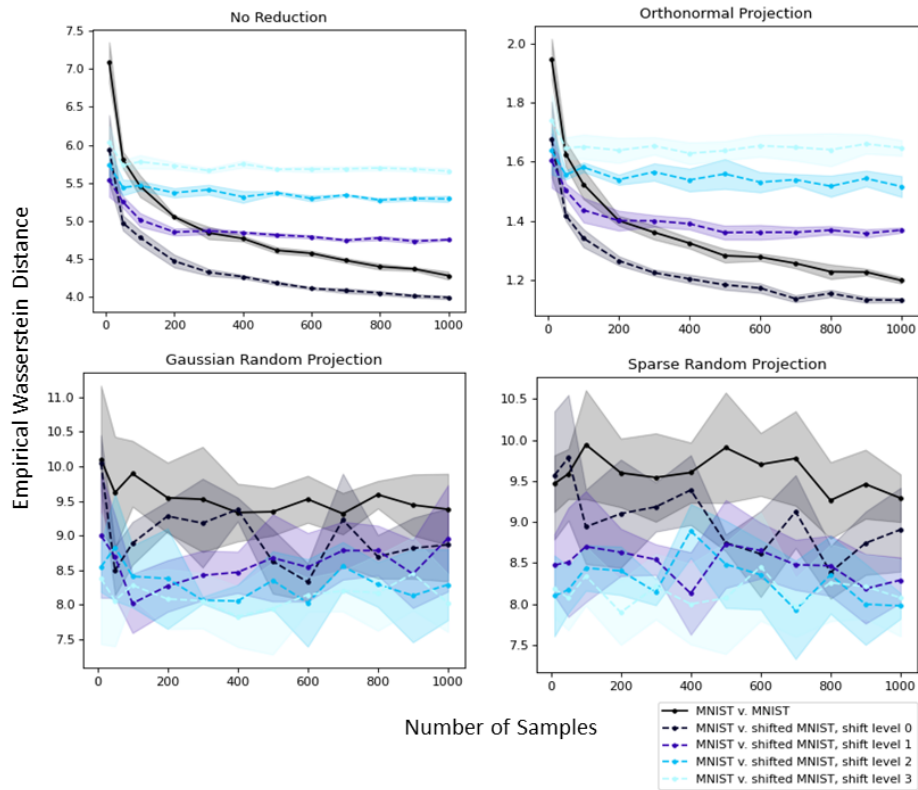 No Reduction
Orthonormal Projection
7.5
7.0
6.5
6.0
5.5
5.0
4.5
4.0
0 200 400 600 800 1000
2.0
1.8
1.6
1.4
1.2
0 200 400 600 800 1000
Empirical Wasserstein Distance
Gaussian Random Projection
Sparse Random Projection
11.0
10.5
10.0
9.5
9.0
8.5
8.0
7.5
0 200 400 600 800 1000
10.5
10.0
9.5
9.0
8.5
8.0
7.5
0 200 400 600 800 1000
Number of Samples
MNIST v. MNIST
MNIST v. shifted MNIST, shift level 0
MNIST v. shifted MNIST, shift level 1
MNIST v. shifted MNIST, shift level 2
MNIST v. shifted MNIST, shift level 3